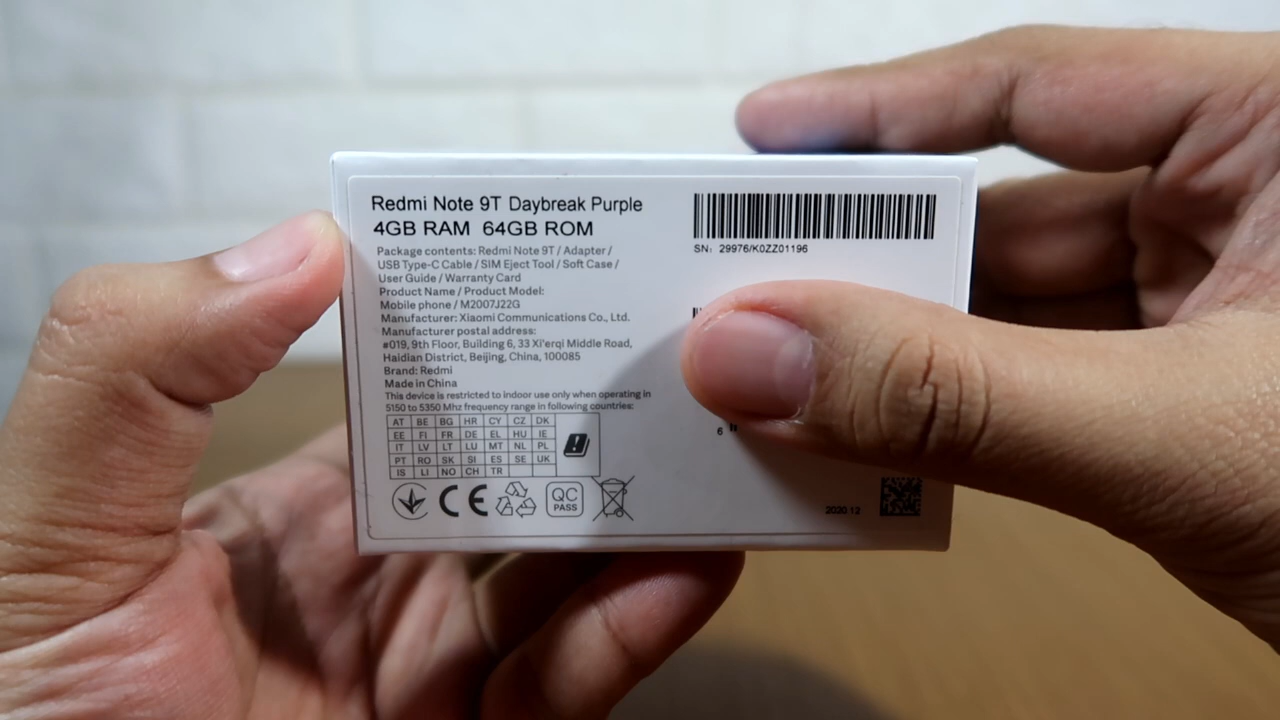 Redmi Note 9T Daybreak Purple
4GB RAM 64GB ROM
Package contents: Redmi Note 9T / Adapter /
USB Type-C Cable / SIM Eject Tool / Soft Case /
User Guide / Warranty Card
Product Name / Product Model:
Mobile phone / M2007J22G
Manufacturer: Xiaomi Communications Co., Ltd.
Manufacturer postal address:
#019, 9th Floor, Building 6, 33 Xi'erqi Middle Road,
Haidian District, Beijing, China, 100085
Brand: Redmi
Made in China
This device is restricted to indoor use only when operating in
5150 to 5350 Mhz frequency range in following countries:
AT BE BG HR CY CZ DK
EE FI FR DE EL HU IE
IT LV LT LU MT NL PL
PT RO SK SI ES SE UK
IS LI NO CH TR
CE
QC
PASS
SN: 29976/K0ZZ01196
6
2020.12